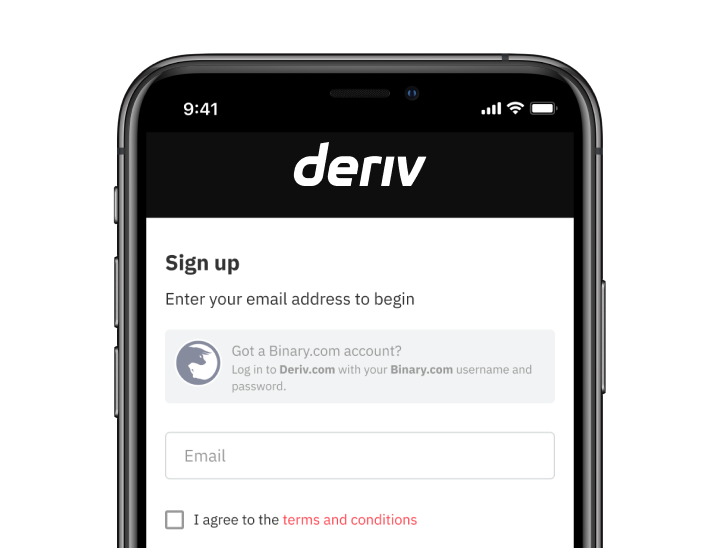 9:41
deriv
Sign up
Enter your email address to begin
Got a Binary.com account?
Log in to Deriv.com with your Binary.com username and
password.
Email
I agree to the terms and conditions